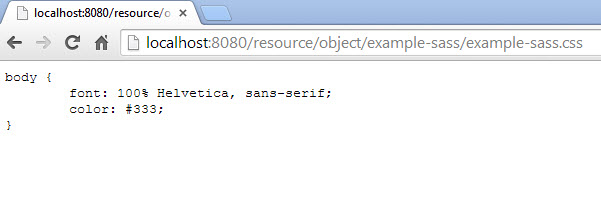 localhost:8080/resource/o
localhost:8080/resource/object/example-sass/example-sass.css
body {
font: 100% Helvetica, sans-serif;
color: #333;
}